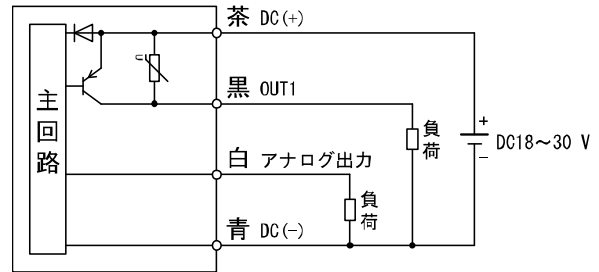 茶 DC(+)
主回路
黒 OUT1
負荷
+
−
DC18～30 V
白 アナログ出力
負荷
青 DC(−)